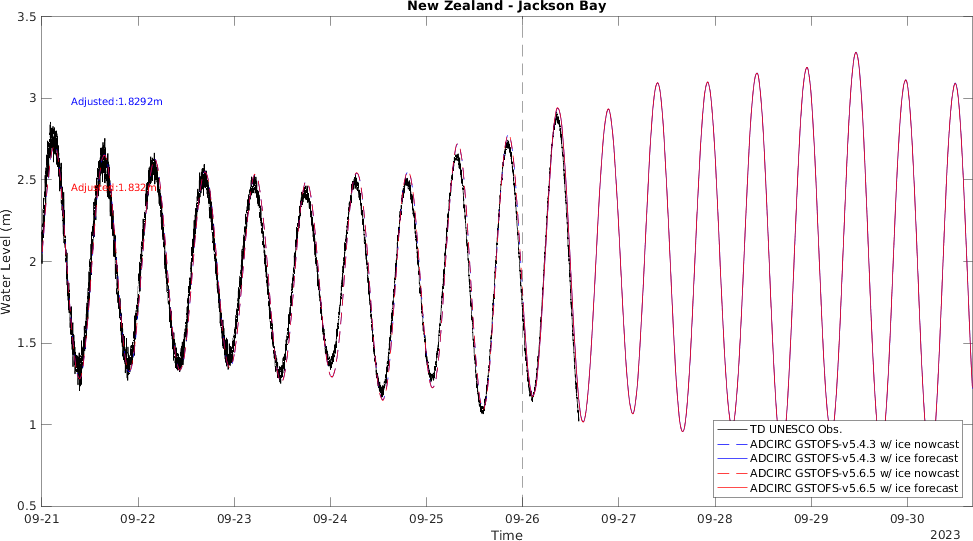 New Zealand - Jackson Bay
3.5
3
2.5
2
1.5
1
0.5
Water Level (m)
Adjusted:1.8292m
Adjusted:1.832m
TD UNESCO Obs.
ADCIRC GSTOFS-v5.4.3 w/ ice nowcast
ADCIRC GSTOFS-v5.4.3 w/ ice forecast
ADCIRC GSTOFS-v5.6.5 w/ ice nowcast
ADCIRC GSTOFS-v5.6.5 w/ ice forecast
09-21 09-22 09-23 09-24 09-25 09-26 09-27 09-28 09-29 09-30
Time
2023